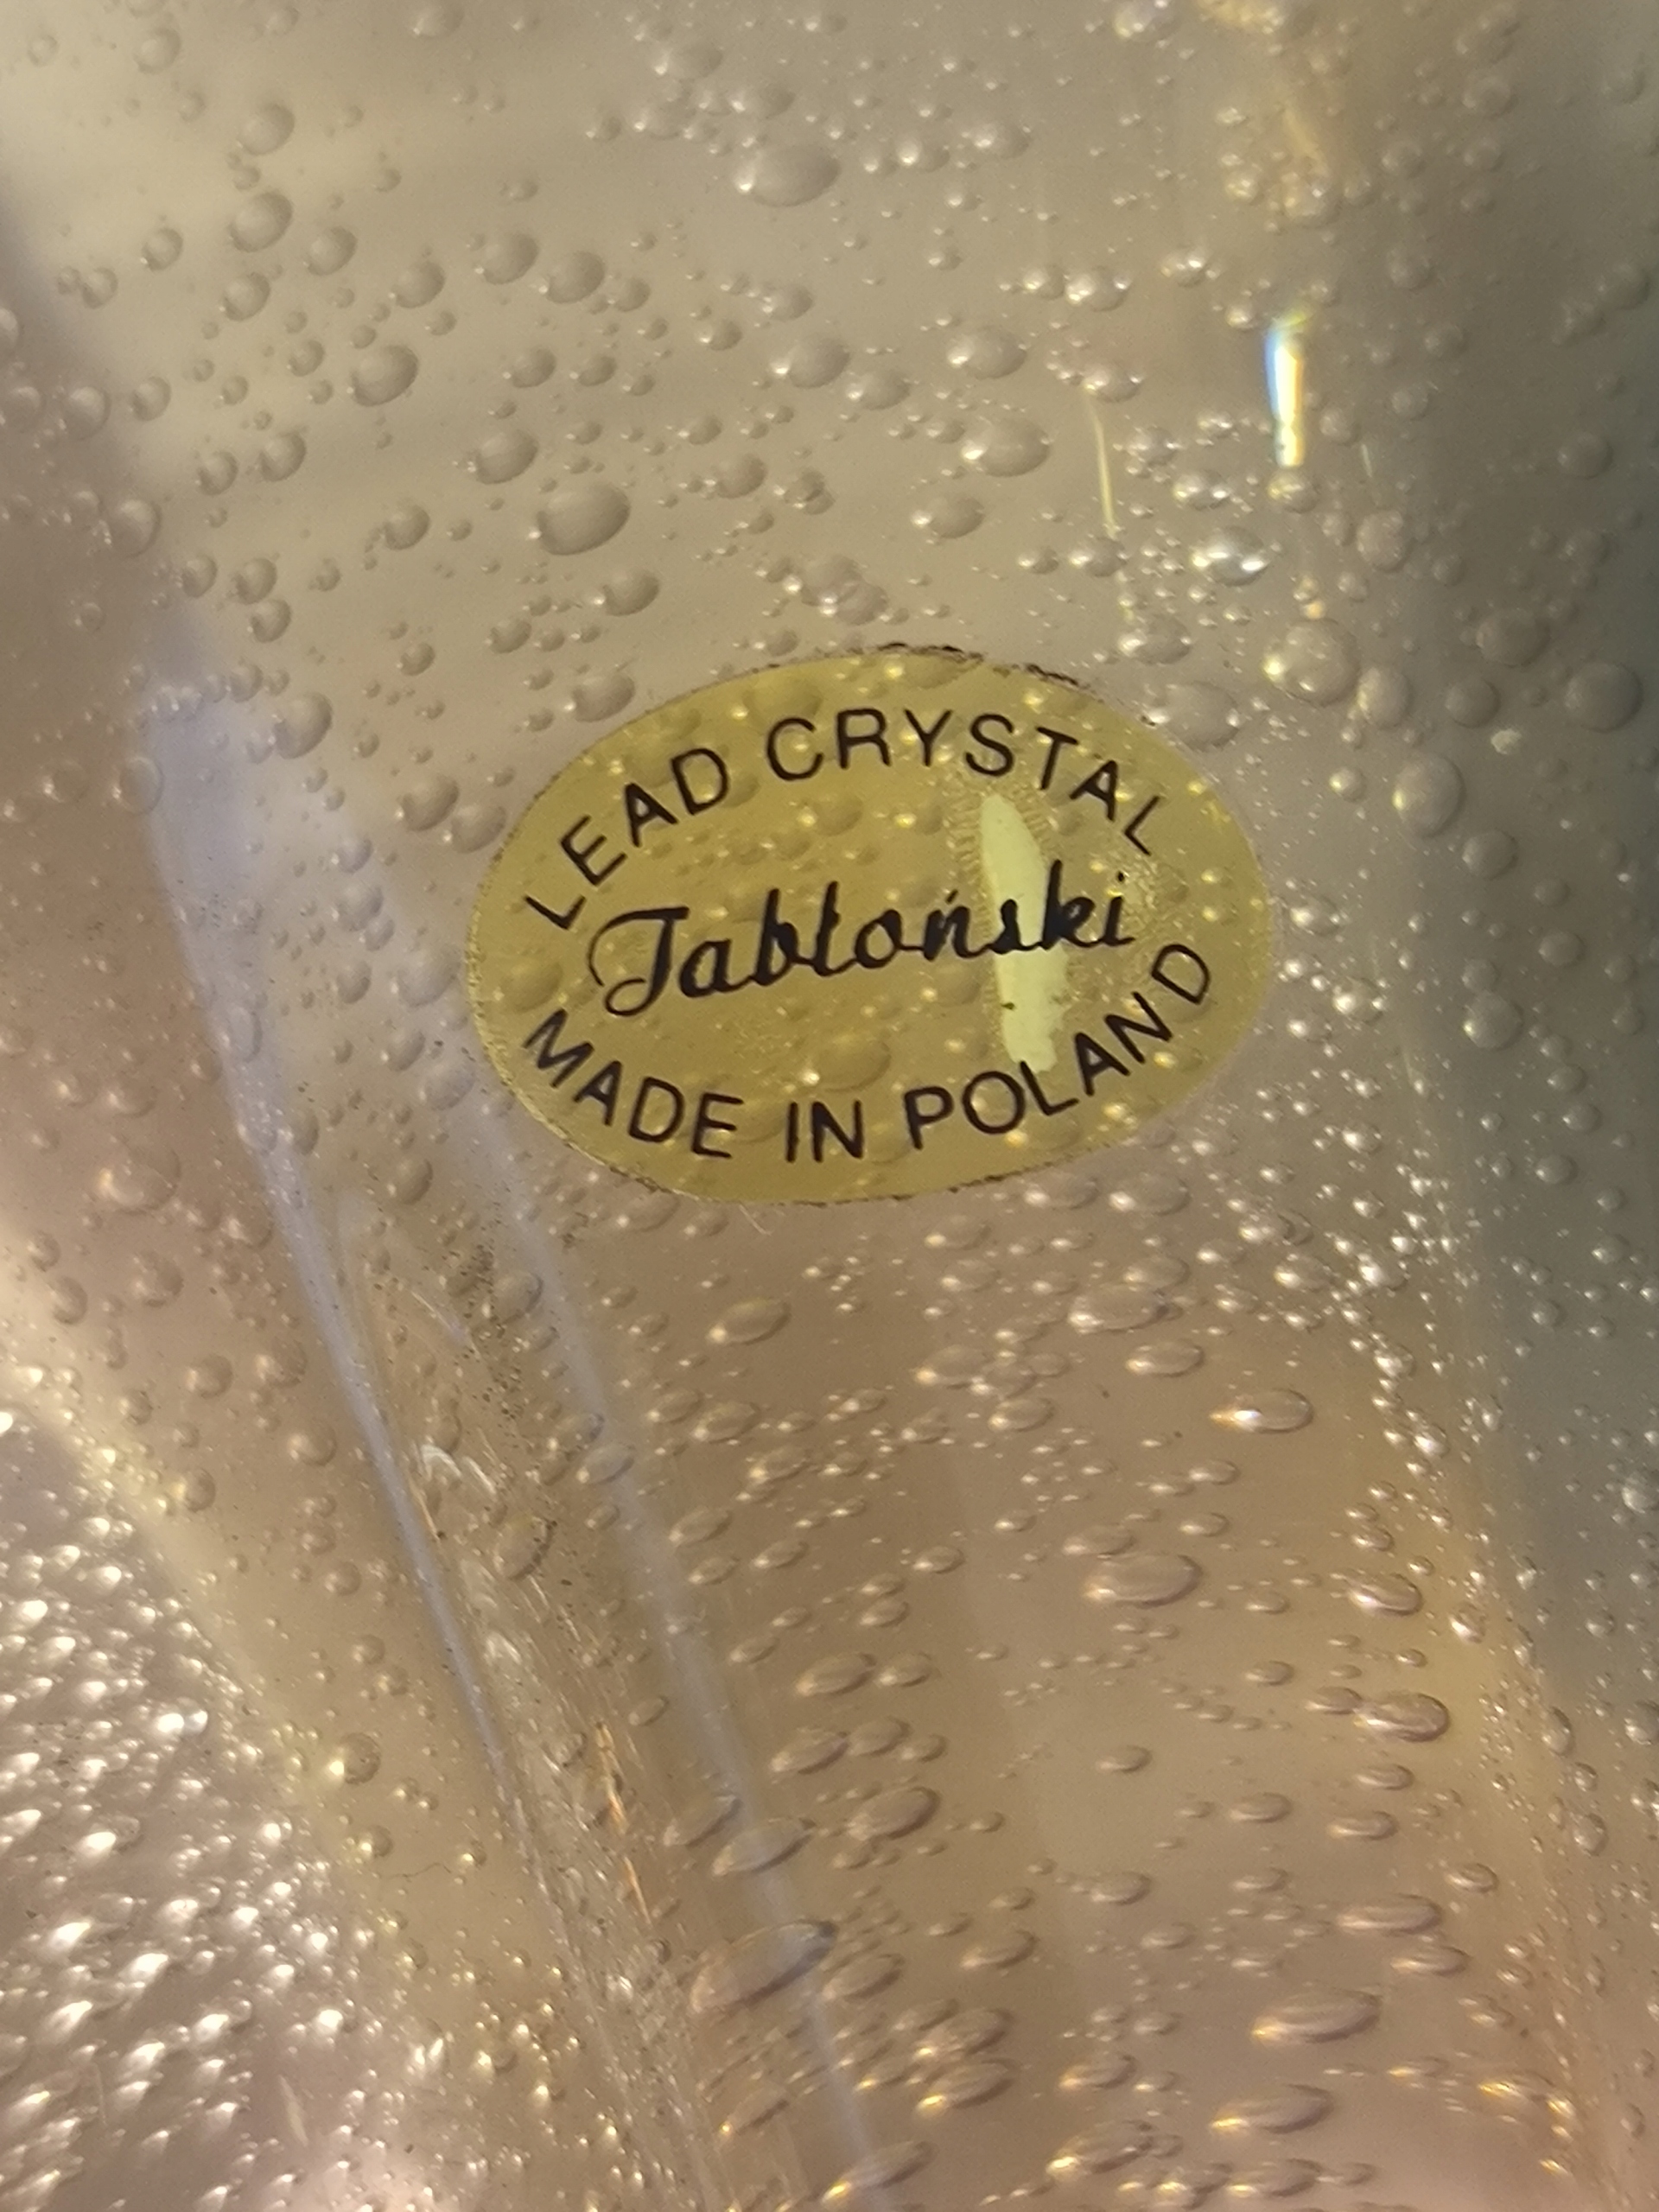 LEAD CRYSTAL
Jabłoński
MADE IN POLAND